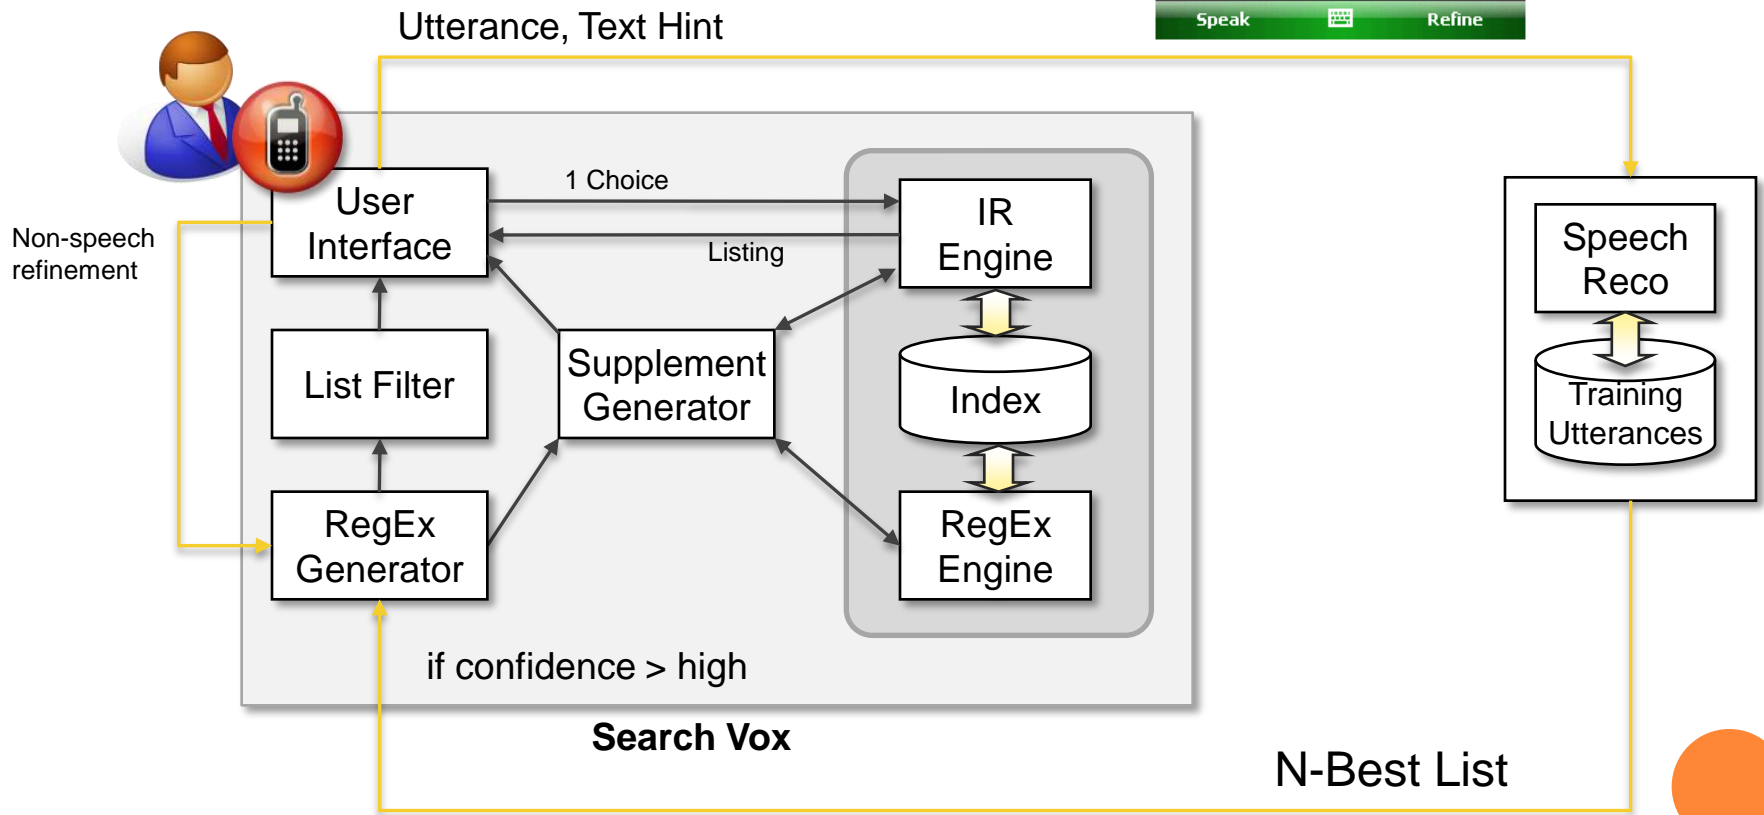 Utterance, Text Hint
Speak
Refine
User
Interface
1 Choice
Listing
IR
Engine
Non-speech
refinement
Speech
Reco
Training
Utterances
List Filter
Supplement
Generator
Index
RegEx
Generator
RegEx
Engine
if confidence > high
Search Vox
N-Best List